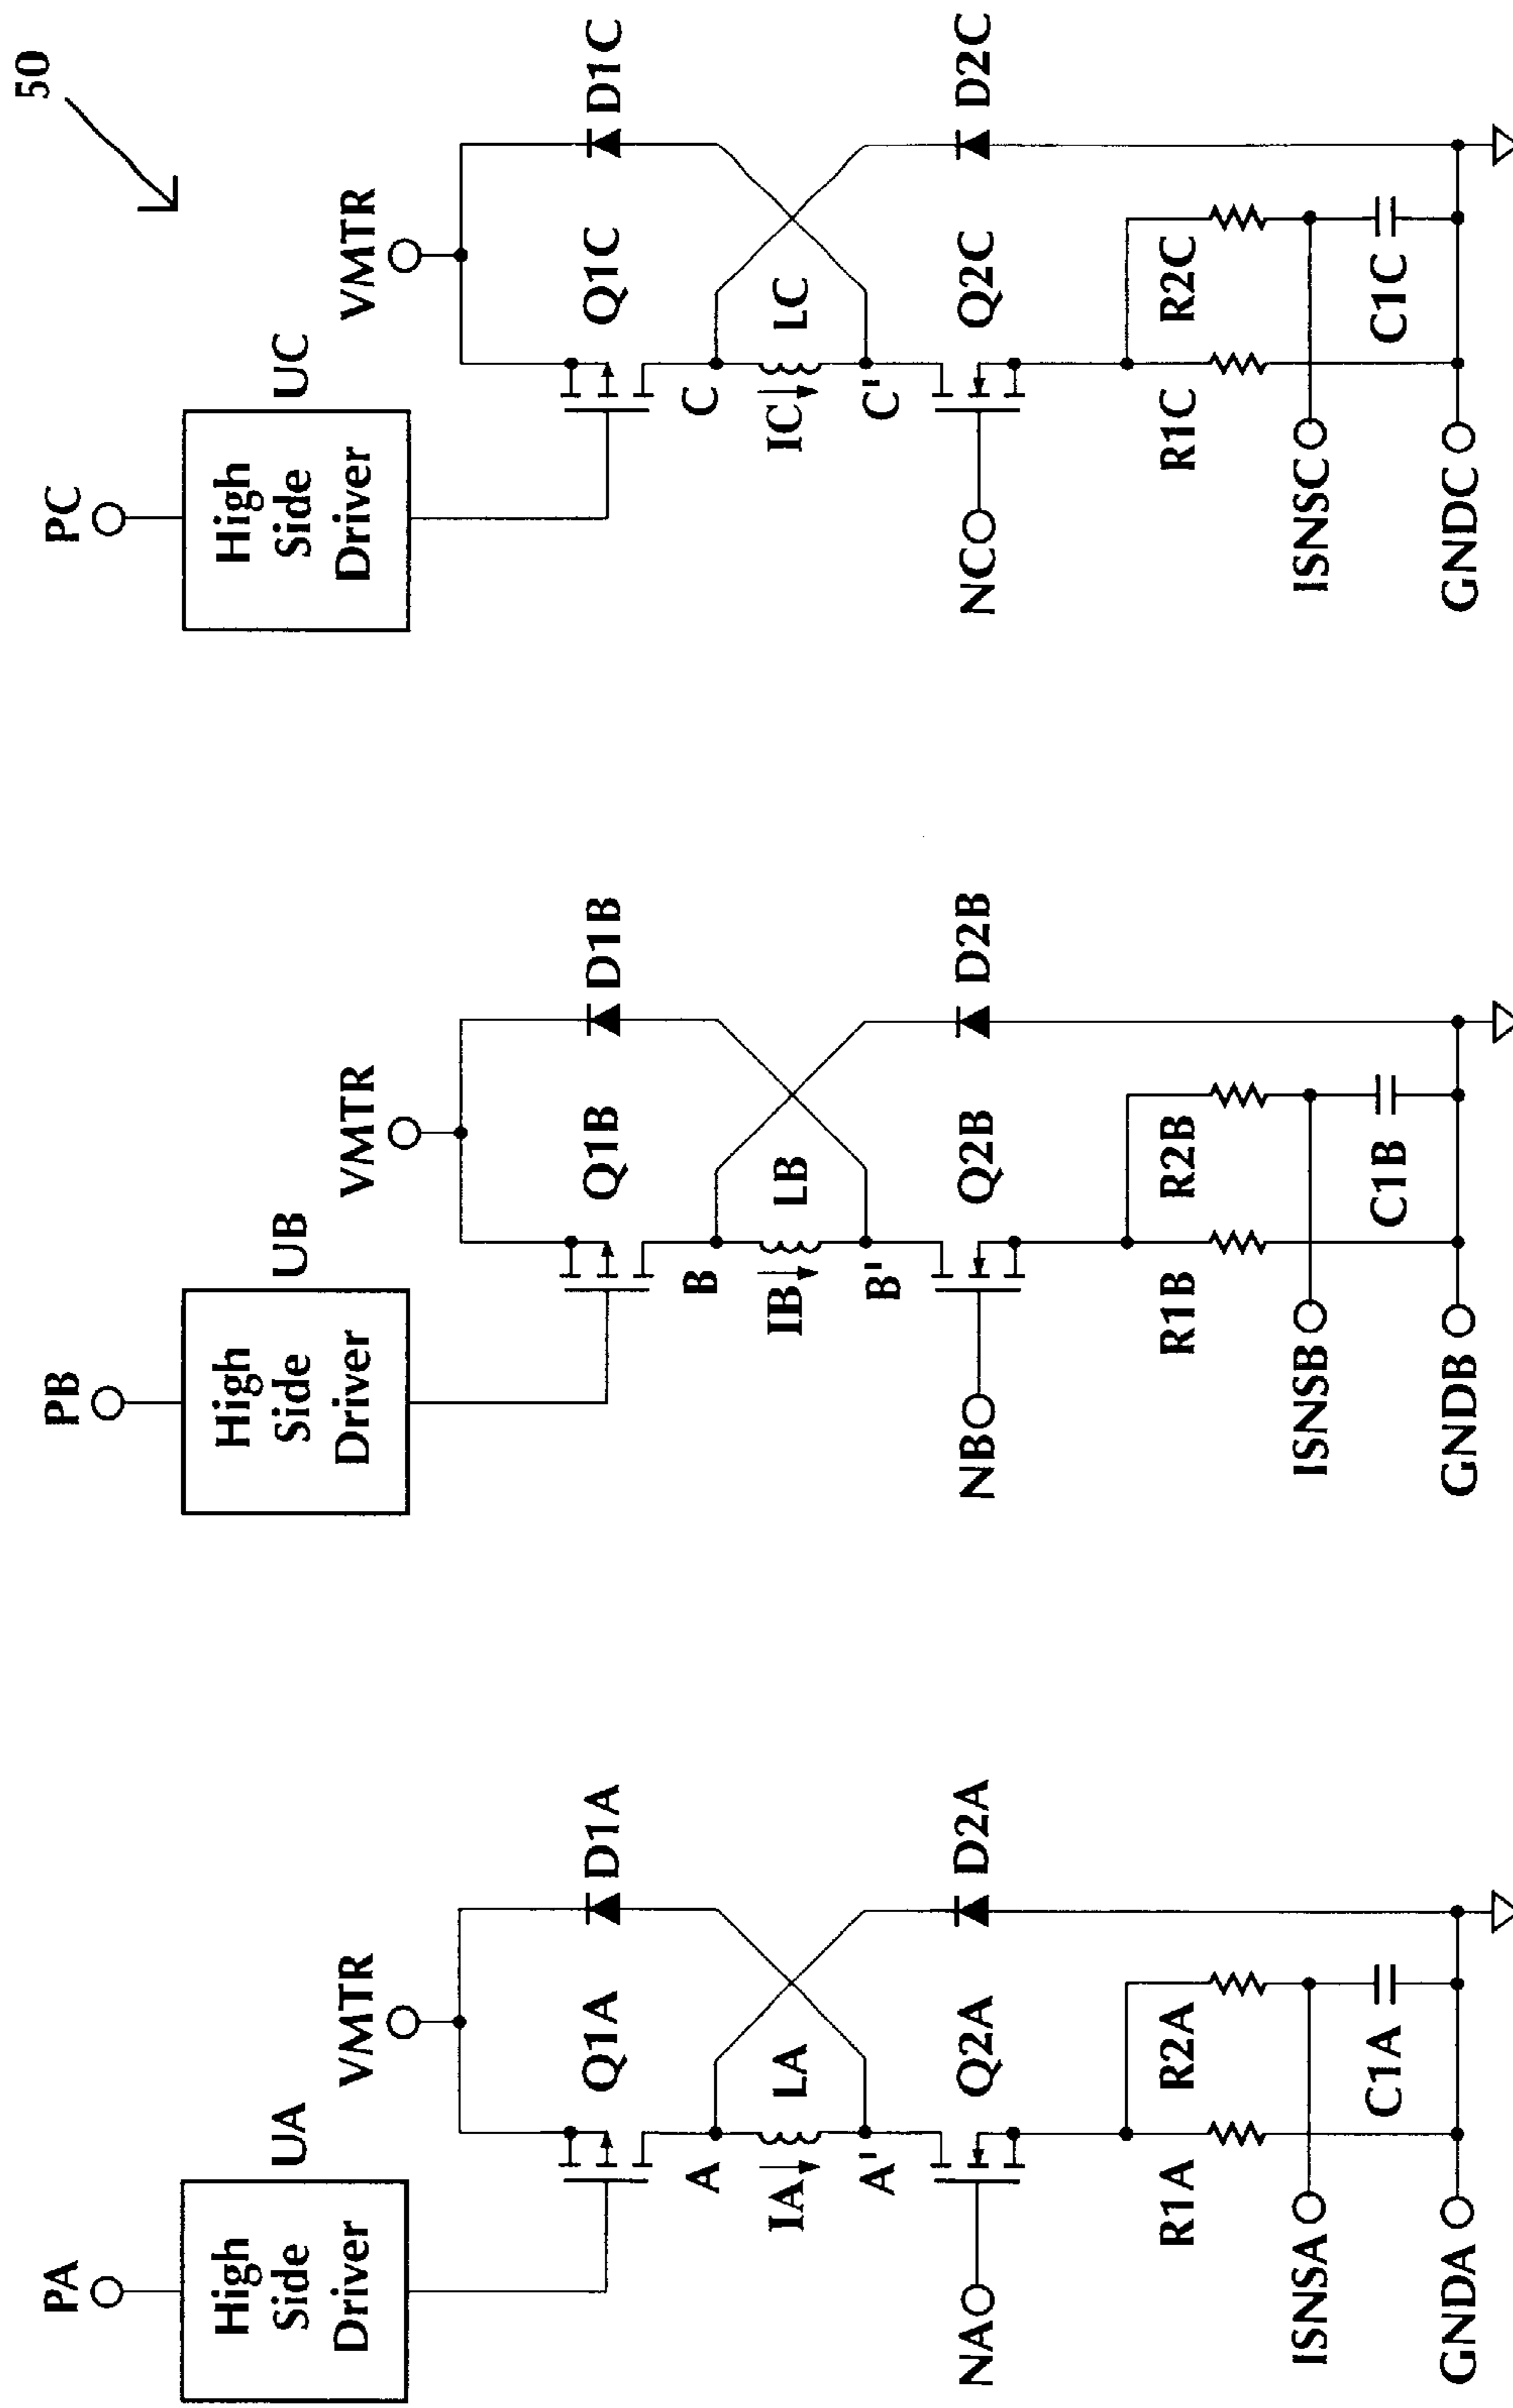 50
PA
UA
High
Side
Driver
VMTR
Q1A
D1A
A
IA
LA
A'
NA
Q2A
D2A
R1A
R2A
ISNSA
C1A
GNDA
PB
UB
High
Side
Driver
VMTR
Q1B
D1B
B
IB
LB
B'
NB
Q2B
D2B
R1B
R2B
ISNSB
C1B
GNDB
PC
UC
High
Side
Driver
VMTR
Q1C
D1C
C
IC
LC
C'
NC
Q2C
D2C
R1C
R2C
ISNSC
C1C
GNDC